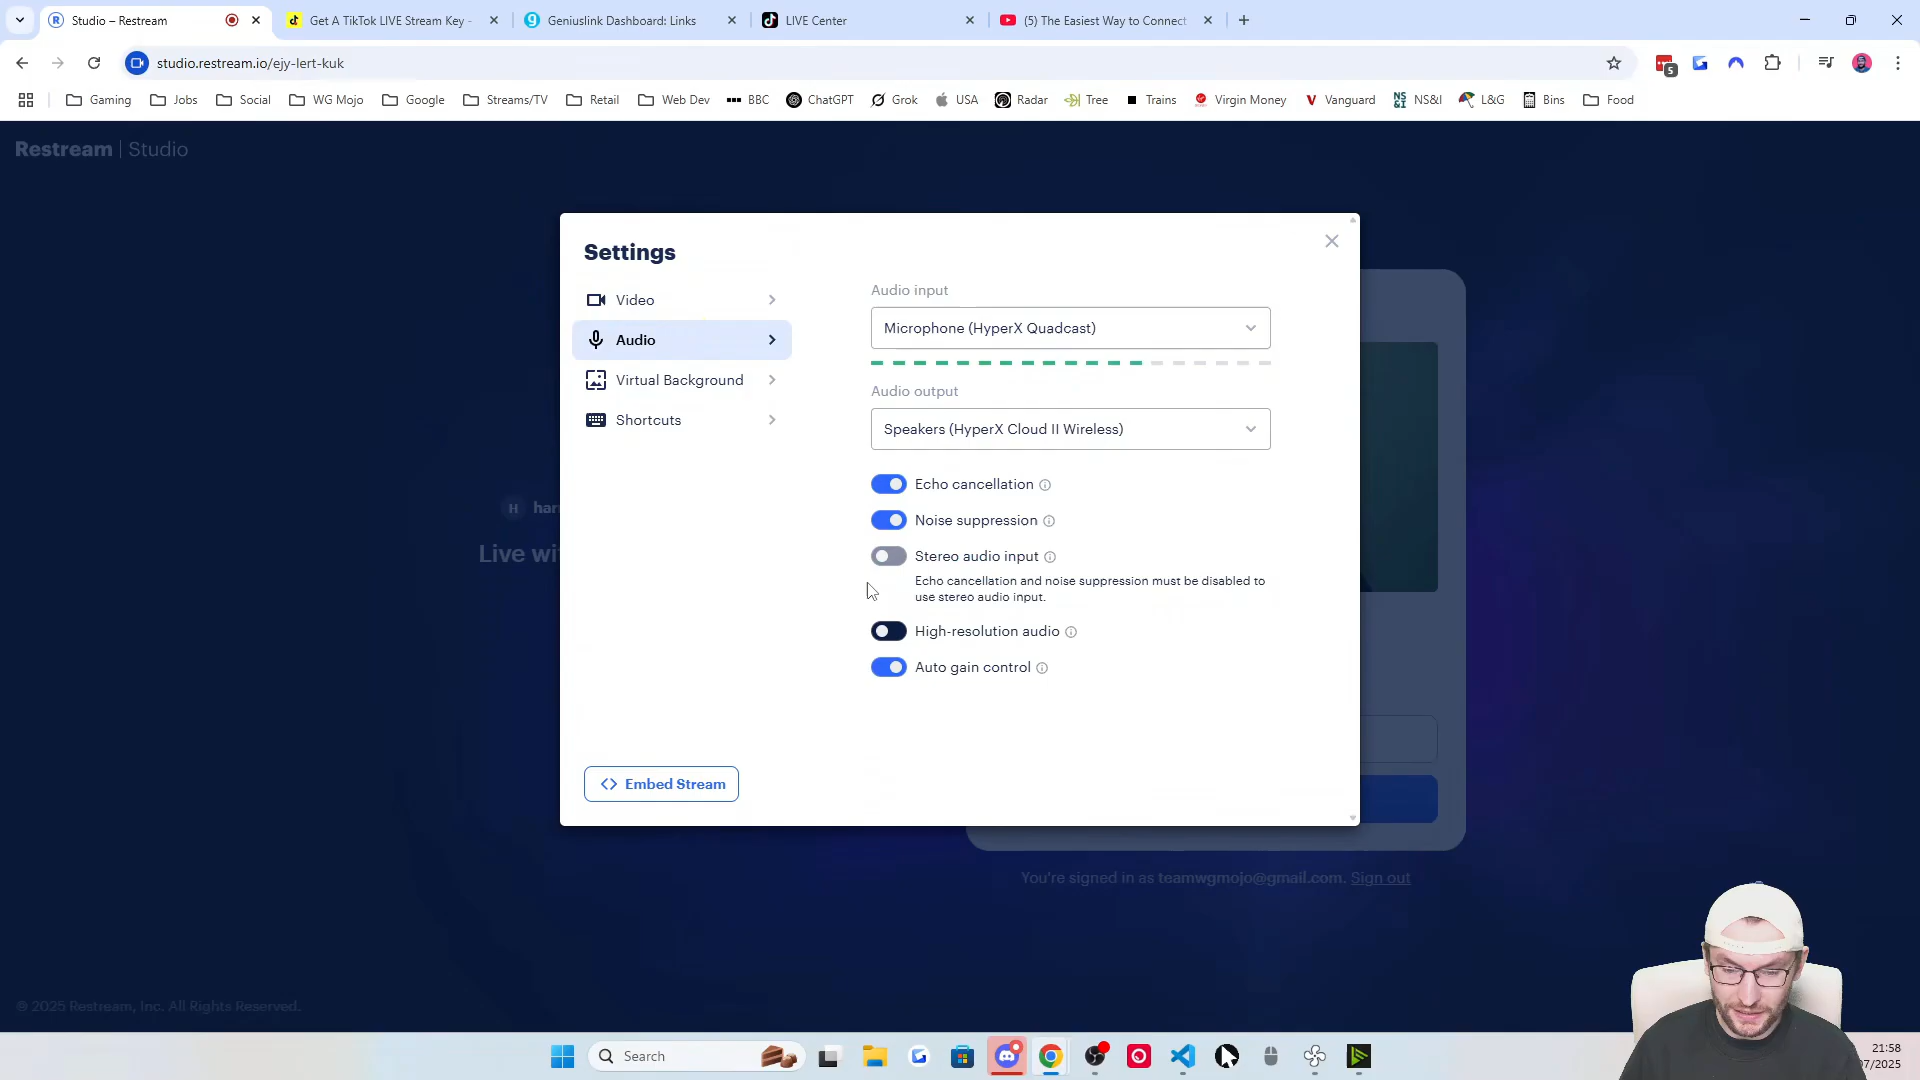 Studio – Restream
Get A TikTok LIVE Stream Key -
Geniuslink Dashboard: Links
LIVE Center
(5) The Easiest Way to Connect
studio.restream.io/ejy-lert-kuk
5
Gaming
Jobs
Social
WG Mojo
Google
Streams/TV
Retail
Web Dev
BBC
ChatGPT
Grok
USA
Radar
Tree
Trains
Virgin Money
Vanguard
NS&I
L&G
Bins
Food
Restream | Studio
Settings
Video
Audio
Virtual Background
Shortcuts
Embed Stream
Audio input
Microphone (HyperX Quadcast)
Audio output
Speakers (HyperX Cloud II Wireless)
Echo cancellation
Noise suppression
Stereo audio input
Echo cancellation and noise suppression must be disabled to
use stereo audio input.
High-resolution audio
Auto gain control
H harr
Live wi
You're signed in as teamwgmojo@gmail.com. Sign out
© 2025 Restream, Inc. All Rights Reserved.
Search
21:58
07/2025